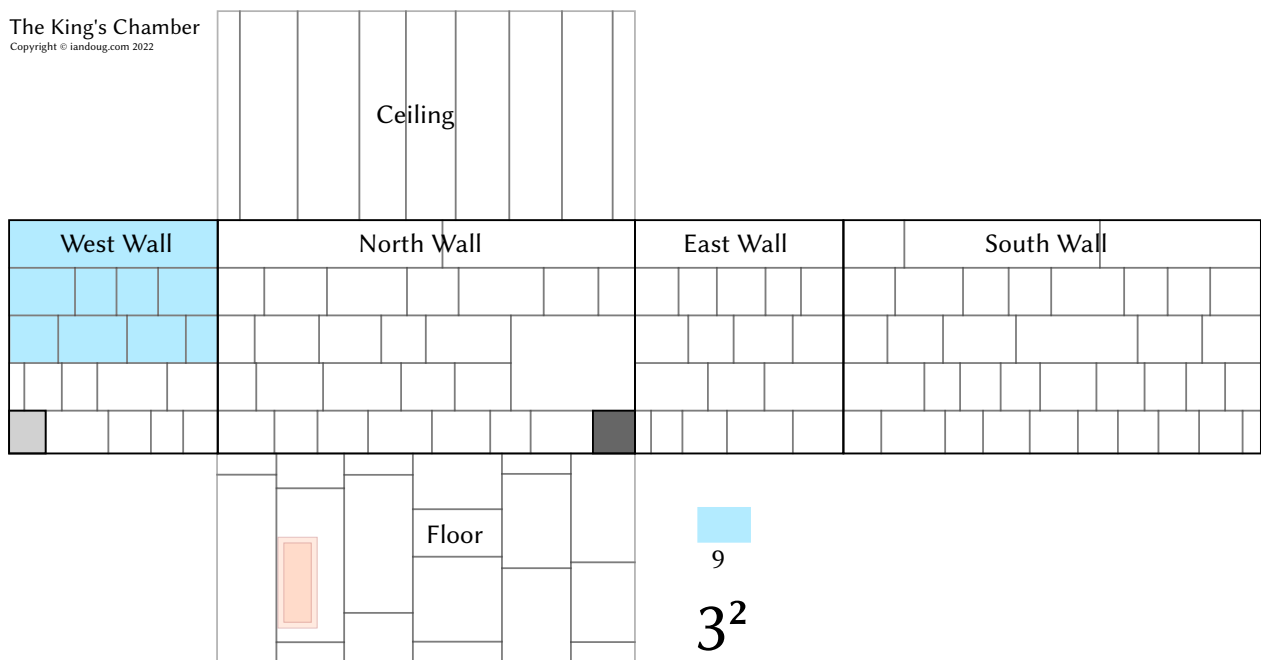 The King's Chamber
Copyright © iandoug.com 2022
Ceiling
West Wall
North Wall
East Wall
South Wall
Floor
9
3²